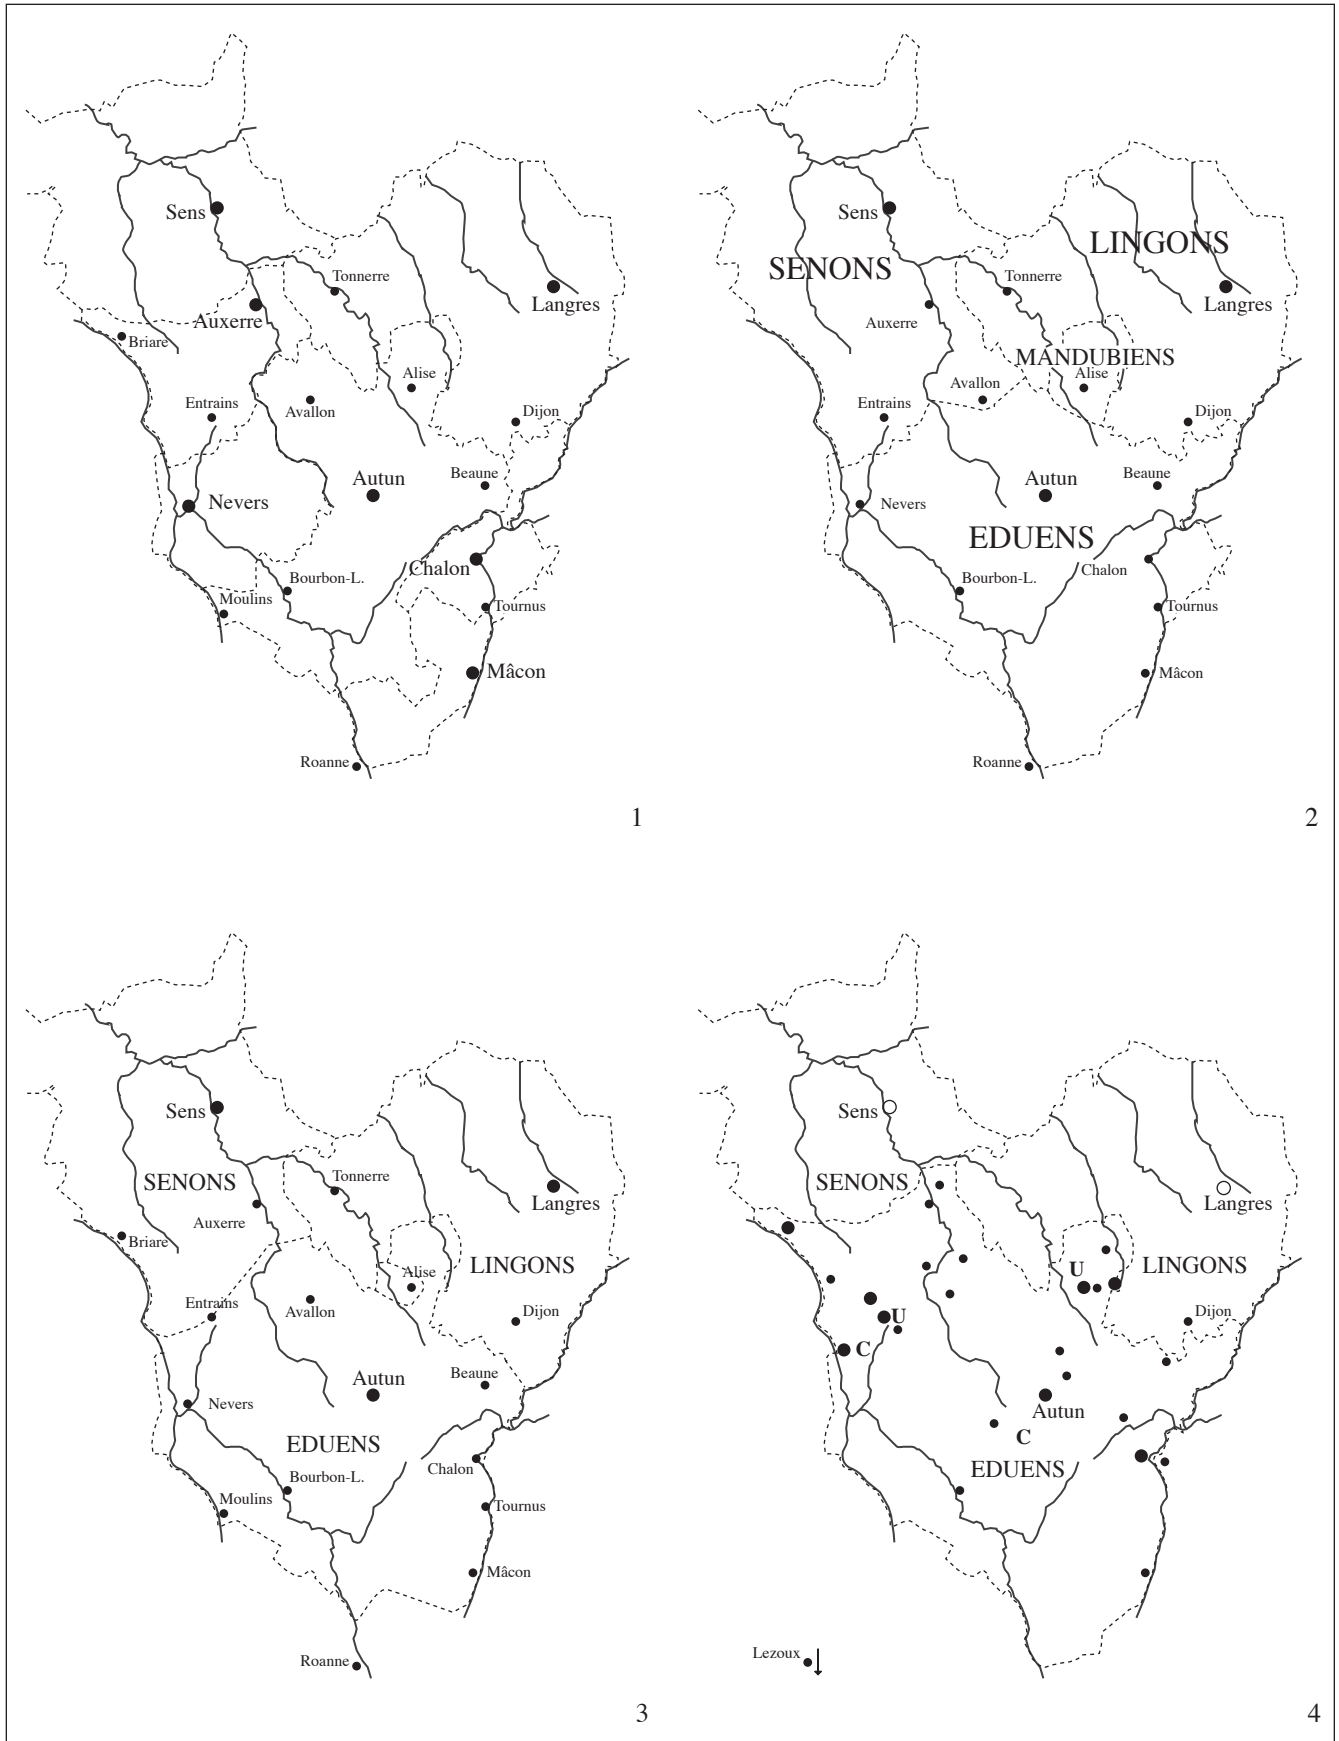 Sens
Tonnerre
Langres
Auxerre
Briare
Alise
Avallon
Entrains
Dijon
Beaune
Autun
Nevers
Chalon
Bourbon-L.
Moulins
Tournus
Mâcon
Roanne
1
Sens
LINGONS
SENONS
Tonnerre
Langres
Auxerre
MANDUBIENS
Alise
Avallon
Entrains
Dijon
Beaune
Autun
Nevers
EDUENS
Chalon
Bourbon-L.
Tournus
Mâcon
Roanne
2
Sens
SENONS
Tonnerre
Langres
Auxerre
Briare
LINGONS
Alise
Entrains
Avallon
Dijon
Beaune
Autun
Nevers
EDUENS
Chalon
Bourbon-L.
Moulins
Tournus
Mâcon
Roanne
3
Sens
SENONS
Langres
U
LINGONS
Dijon
U
C
Autun
C
EDUENS
Lezoux
4